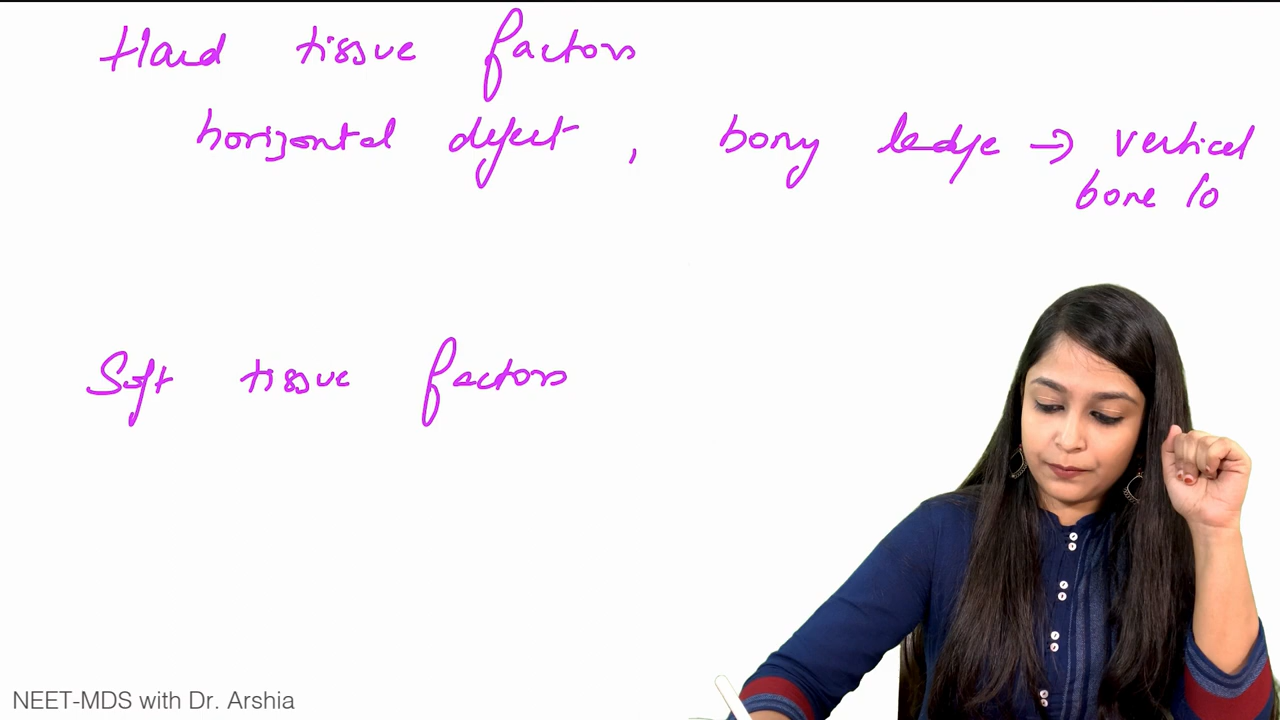 Hard tissue factors
horizontal defect, bony ledge → vertical
bone lo
Soft tissue factors
NEET-MDS with Dr. Arshia